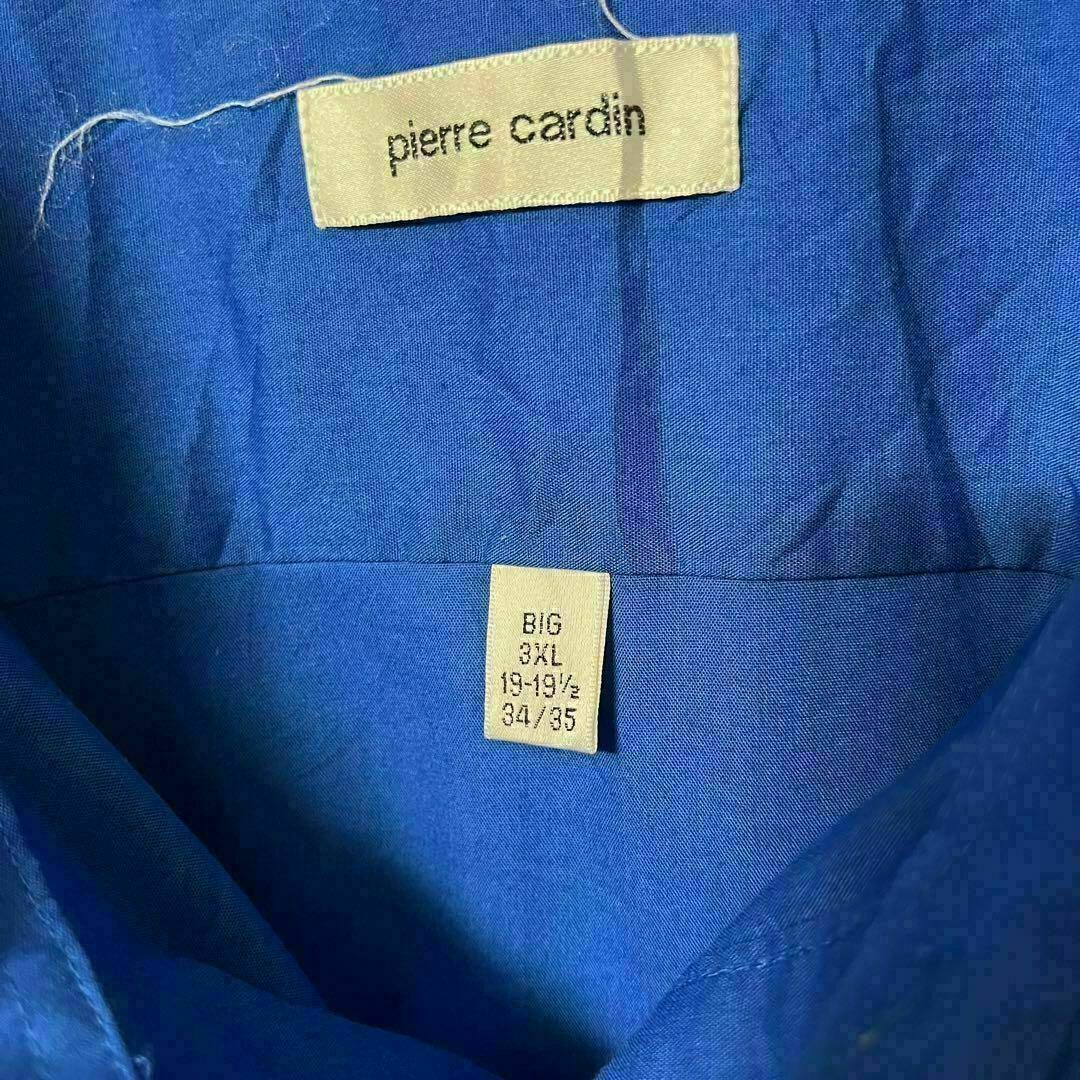 pierre cardin
BIG
3XL
19-19½
34/35